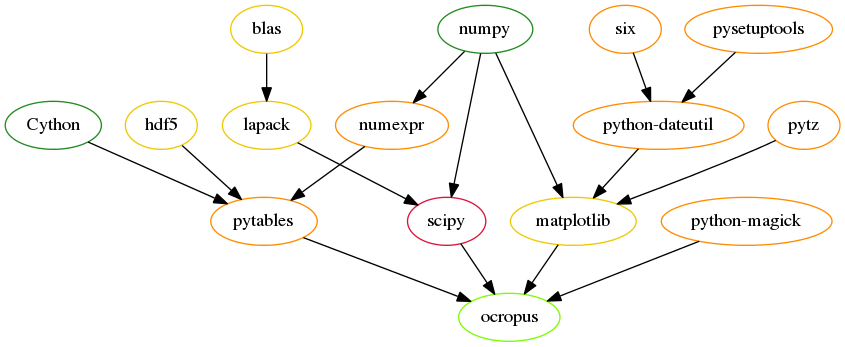 blas
numpy
six
pysetuptools
Cython
hdf5
lapack
numexpr
python-dateutil
pytz
pytables
scipy
matplotlib
python-magick
ocropus